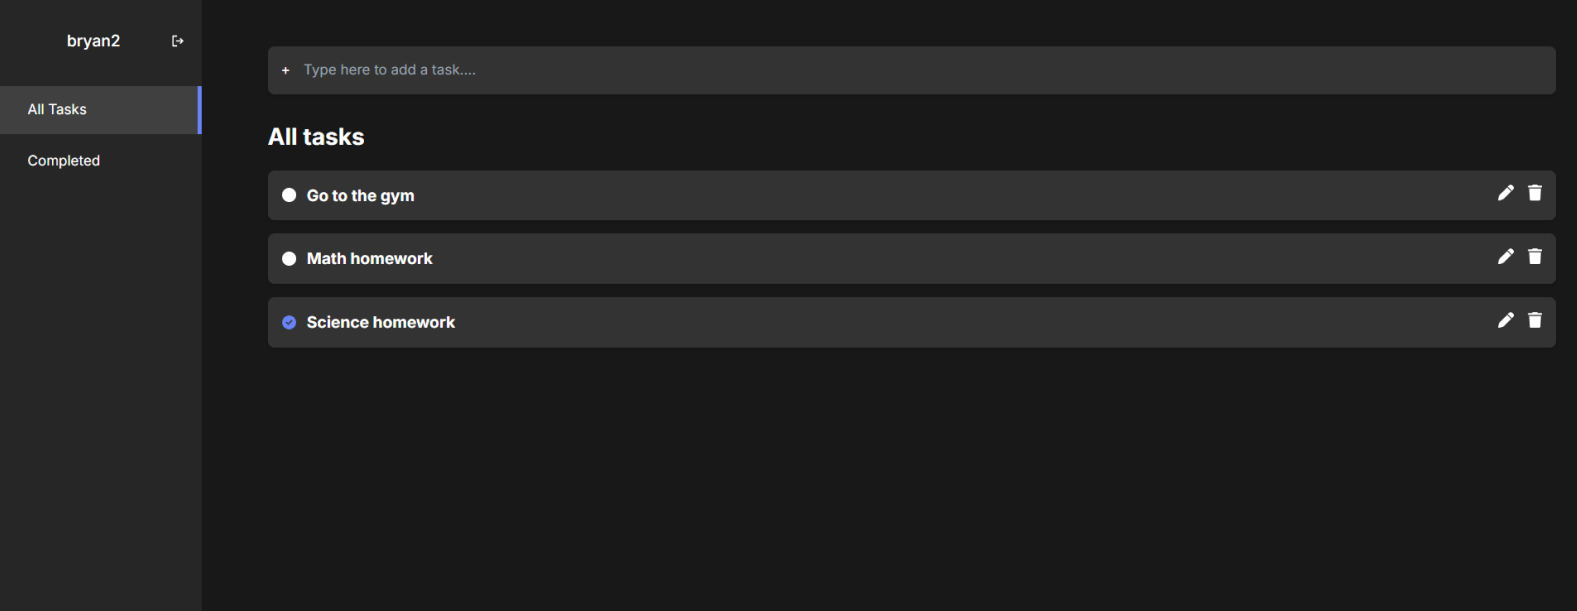 bryan2
All Tasks
Completed
+ Type here to add a task....
All tasks
Go to the gym
Math homework
Science homework